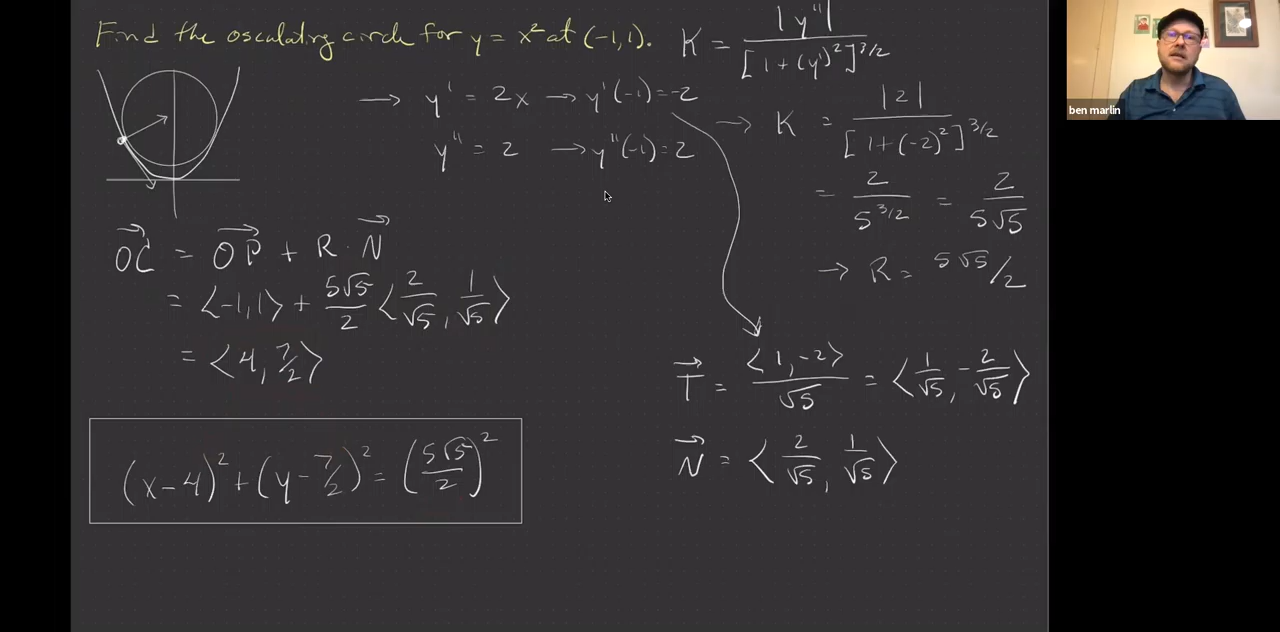 Find the osculating circle for y = x² at (-1,1).
K = |y''| / [1+(y')²]^3/2
→ y' = 2x → y'(-1) = -2
y'' = 2 → y''(-1) = 2
→ K = |2| / [1+(-2)²]^3/2
= 2 / 5^3/2 = 2 / 5√5
→ R = 5√5/2
OC = OP + R · N
= ⟨-1,1⟩ + 5√5/2 ⟨2/√5, 1/√5⟩
= ⟨4, 7/2⟩
T = ⟨1,-2⟩ / √5 = ⟨1/√5, -2/√5⟩
N = ⟨2/√5, 1/√5⟩
(x-4)² + (y-7/2)² = (5√5/2)²
ben marlin